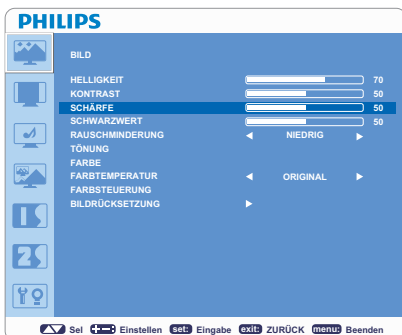 PHILIPS
BILD
HELLIGKEIT 70
KONTRAST 50
SCHÄRFE 50
SCHWARZWERT 50
RAUSCHMINDERUNG NIEDRIG
TÖNUNG
FARBE
FARBTEMPERATUR ORIGINAL
FARBSTEUERUNG
BILDRÜCKSETZUNG
Sel Einstellen set: Eingabe exit: ZURÜCK menu: Beenden